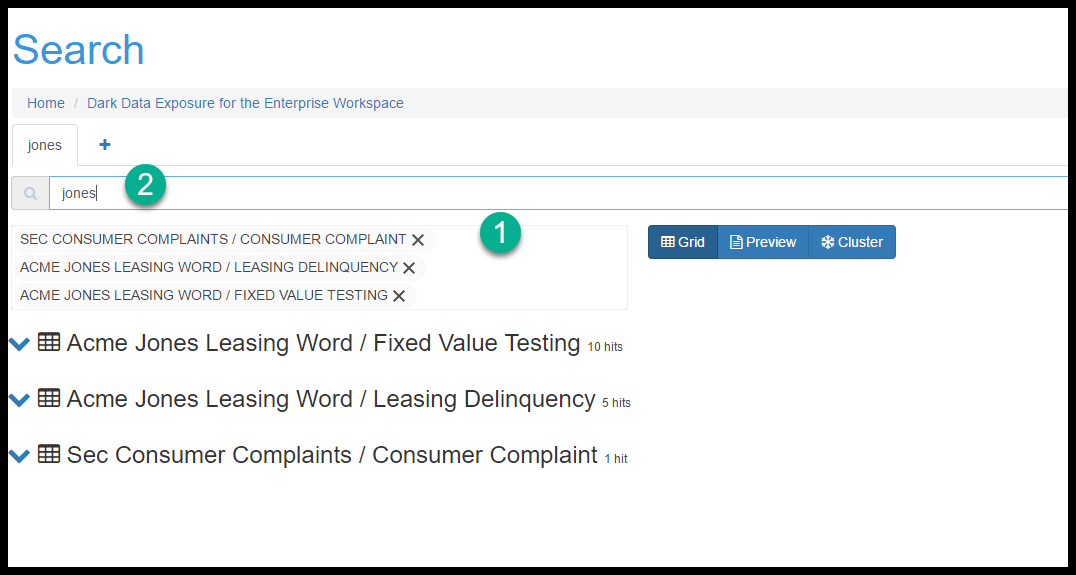 Search
Home / Dark Data Exposure for the Enterprise Workspace
jones +
jones 2
SEC CONSUMER COMPLAINTS / CONSUMER COMPLAINT 1
ACME JONES LEASING WORD / LEASING DELINQUENCY
ACME JONES LEASING WORD / FIXED VALUE TESTING
Grid Preview Cluster
Acme Jones Leasing Word / Fixed Value Testing 10 hits
Acme Jones Leasing Word / Leasing Delinquency 5 hits
Sec Consumer Complaints / Consumer Complaint 1 hit